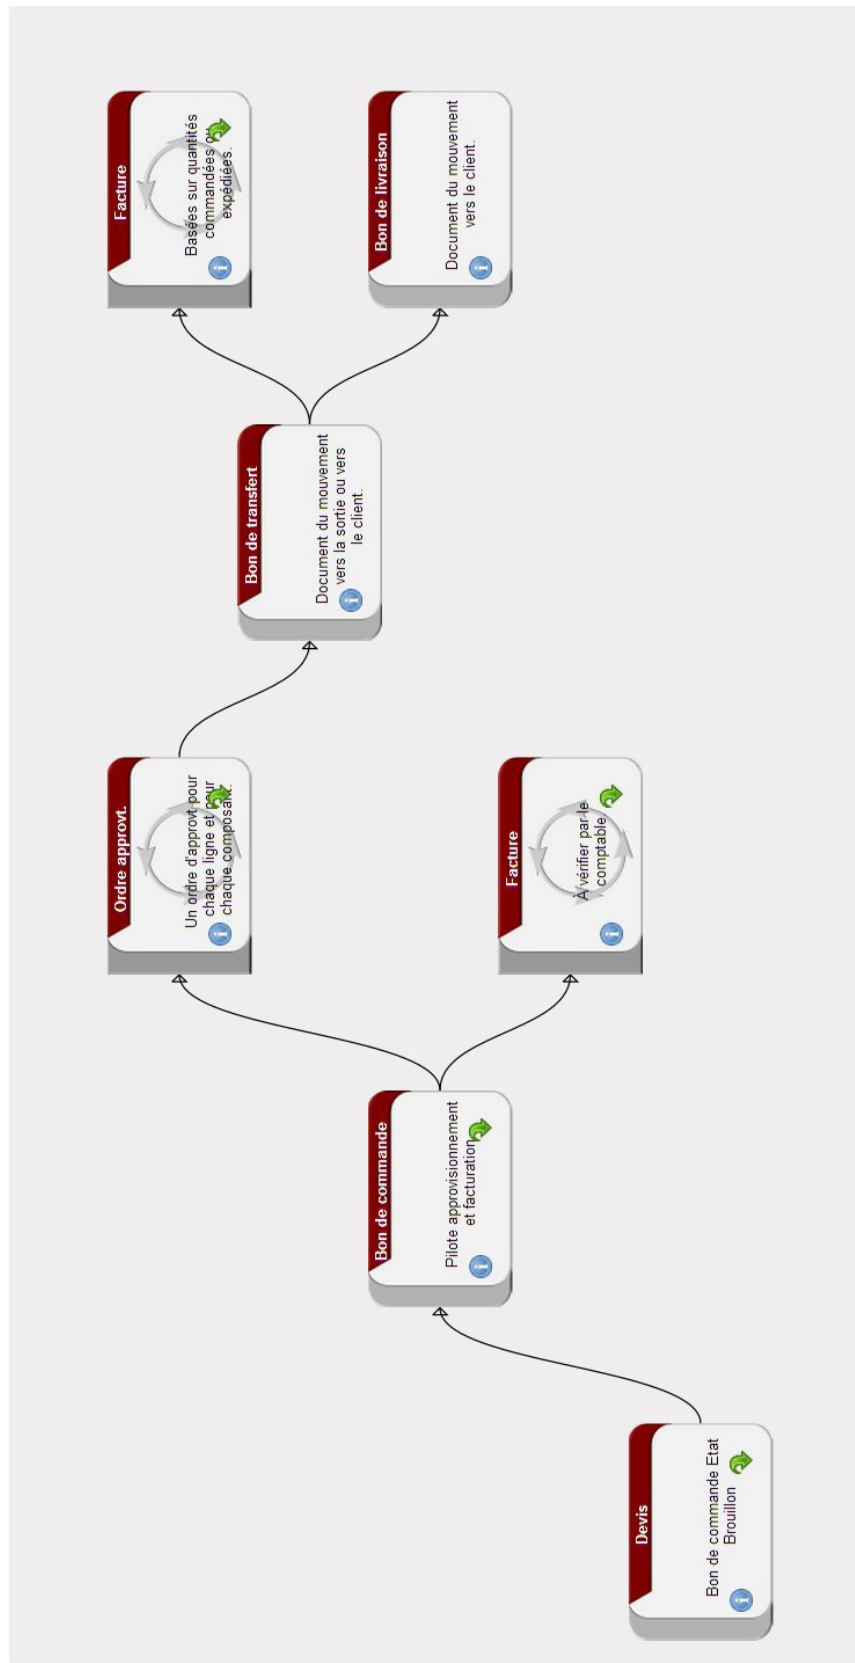 Devis
Bon de commande Etat
Brouillon
Bon de commande
Pilote approvisionnement
et facturation
Ordre approvt.
Un ordre d'approvt pour
chaque ligne et pour
chaque composant.
Facture
À vérifier par le
comptable.
Bon de transfert
Document du mouvement
vers la sortie ou vers
le client.
Facture
Basées sur quantités
commandées ou
expédiées.
Bon de livraison
Document du mouvement
vers le client.